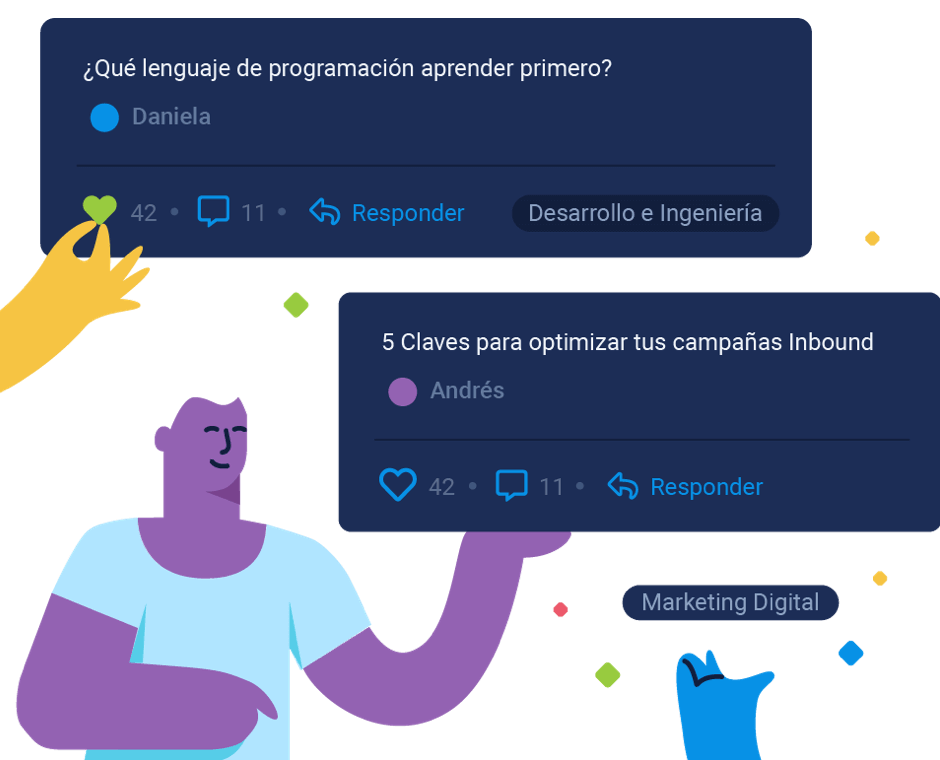 ¿Qué lenguaje de programación aprender primero?
Daniela
42 • 11 • Responder Desarrollo e Ingeniería
5 Claves para optimizar tus campañas Inbound
Andrés
42 • 11 • Responder
Marketing Digital